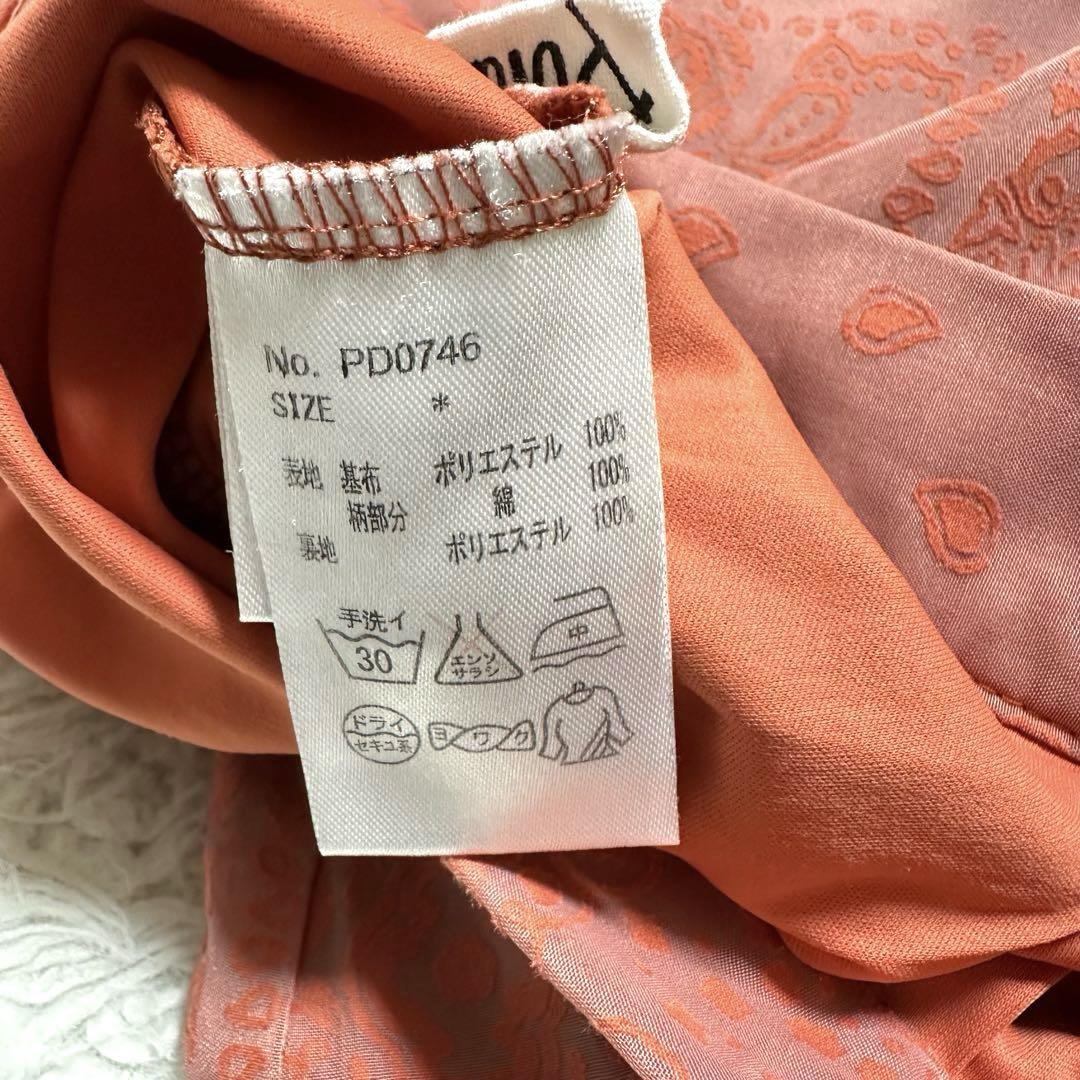 No. PD0746
SIZE *
表地 基布 ポリエステル 100%
柄部分 綿 100%
裏地 ポリエステル 100%
手洗イ
30
エンソ
サラシ
中
ドライ
セキユ系
ヨワク